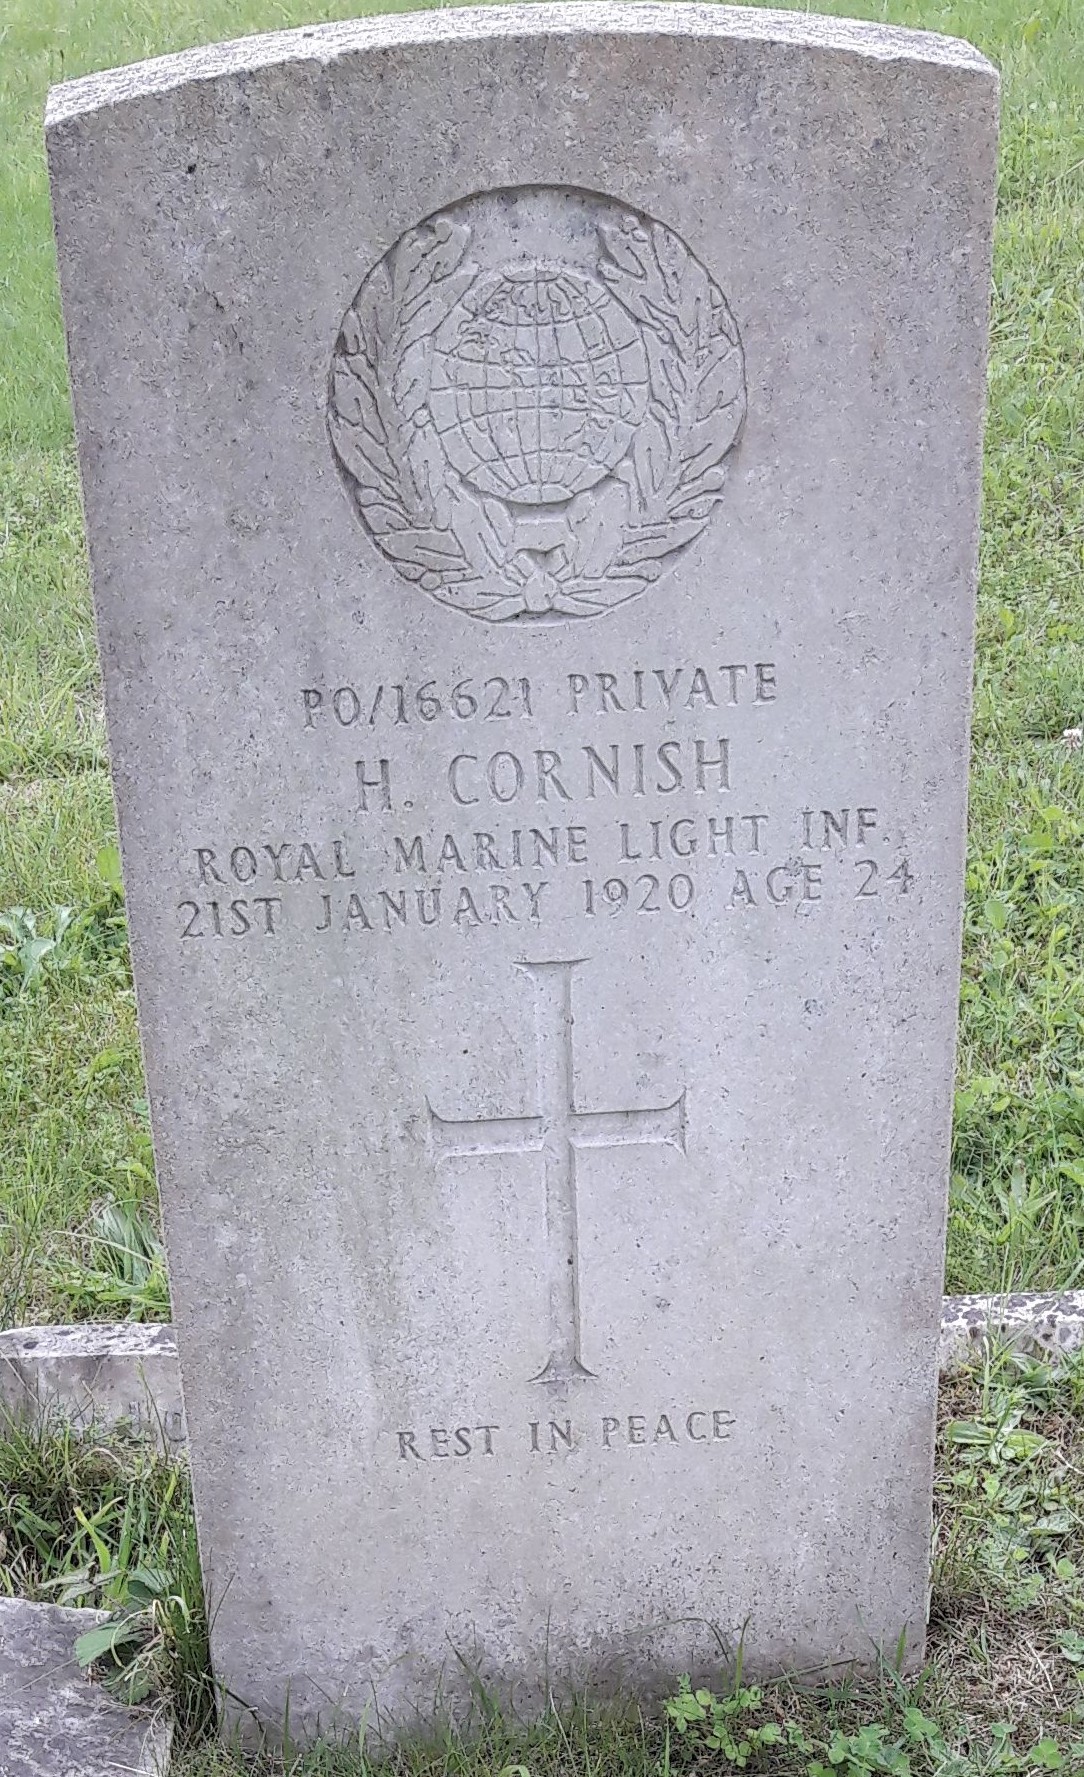 PO/16621 PRIVATE
H. CORNISH
ROYAL MARINE LIGHT INF.
21ST JANUARY 1920 AGE 24
REST IN PEACE